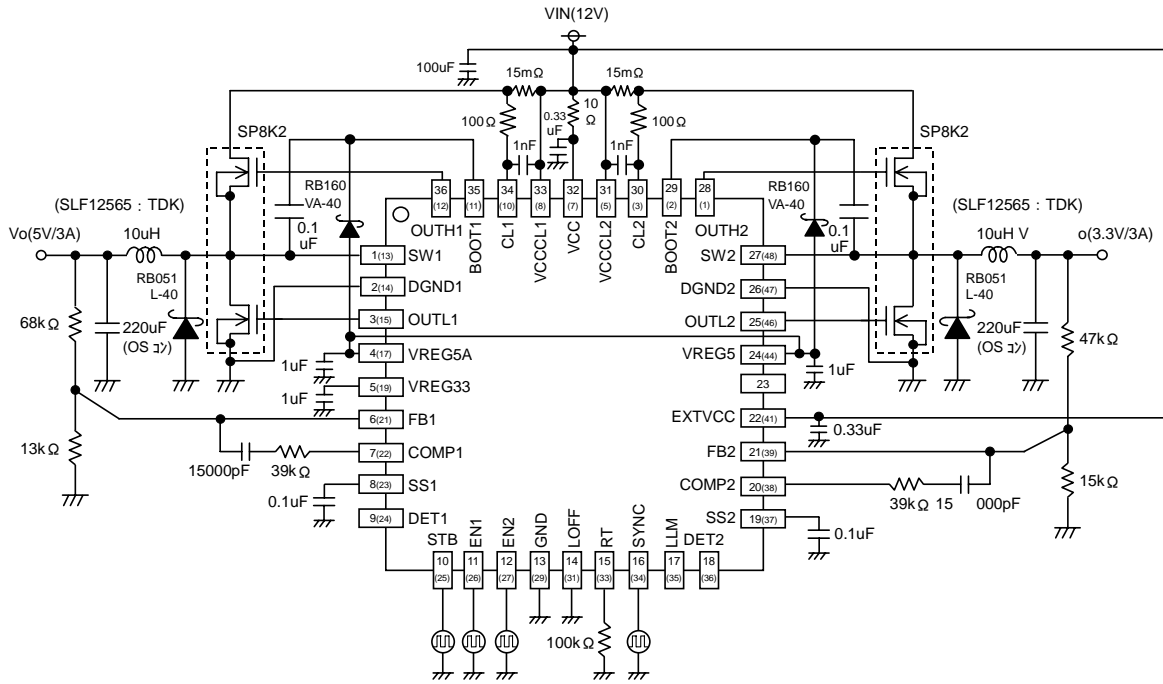 VIN(12V)
100uF
15mΩ
15mΩ
100Ω
0.33
uF
10
Ω
100Ω
1nF
1nF
SP8K2
SP8K2
RB160
VA-40
RB160
VA-40
0.1
uF
0.1
uF
36
(12)
35
(11)
34
(10)
33
(8)
32
(7)
31
(5)
30
(3)
29
(2)
28
(1)
OUTH1
BOOT1
CL1
VCCCL1
VCC
VCCCL2
CL2
BOOT2
OUTH2
(SLF12565 : TDK)
(SLF12565 : TDK)
Vo(5V/3A)
10uH
10uH V
o(3.3V/3A)
RB051
L-40
RB051
L-40
68kΩ
220uF
(OS コン)
220uF
(OS コン)
47kΩ
13kΩ
15kΩ
1(13) SW1
2(14) DGND1
3(15) OUTL1
4(17) VREG5A
5(19) VREG33
6(21) FB1
7(22) COMP1
8(23) SS1
9(24) DET1
1uF
1uF
15000pF
39kΩ
0.1uF
SW2 27(48)
DGND2 26(47)
OUTL2 25(46)
VREG5 24(44)
23
EXTVCC 22(41)
FB2 21(39)
COMP2 20(38)
SS2 19(37)
1uF
0.33uF
39kΩ 15 000pF
0.1uF
STB
EN1
EN2
GND
LOFF
RT
SYNC
LLM
DET2
10
(25)
11
(26)
12
(27)
13
(29)
14
(31)
15
(33)
16
(34)
17
(35)
18
(36)
100kΩ